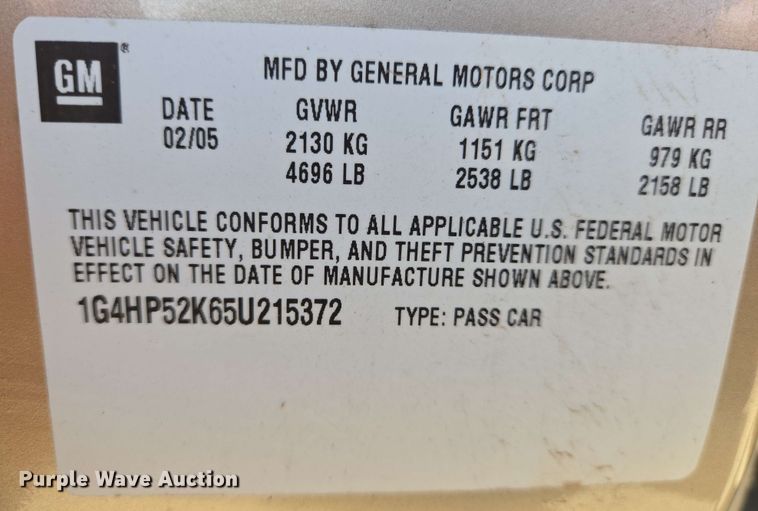 GM®
MFD BY GENERAL MOTORS CORP
DATE GVWR GAWR FRT GAWR RR
02/05 2130 KG 1151 KG 979 KG
4696 LB 2538 LB 2158 LB
THIS VEHICLE CONFORMS TO ALL APPLICABLE U.S. FEDERAL MOTOR
VEHICLE SAFETY, BUMPER, AND THEFT PREVENTION STANDARDS IN
EFFECT ON THE DATE OF MANUFACTURE SHOWN ABOVE.
1G4HP52K65U215372 TYPE: PASS CAR
Purple Wave Auction